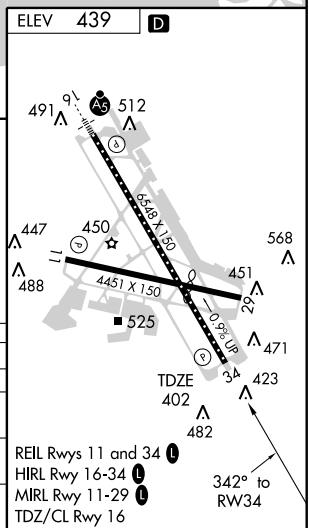 ELEV 439 D
16
A5
491
512
P
6548 X 150
447
450
P
568
11
488
4451 X 150
451
29
0.9% UP
525
471
P
34
TDZE
402
423
482
REIL Rwys 11 and 34 L
HIRL Rwy 16-34 L
MIRL Rwy 11-29 L
TDZ/CL Rwy 16
342° to
RW34